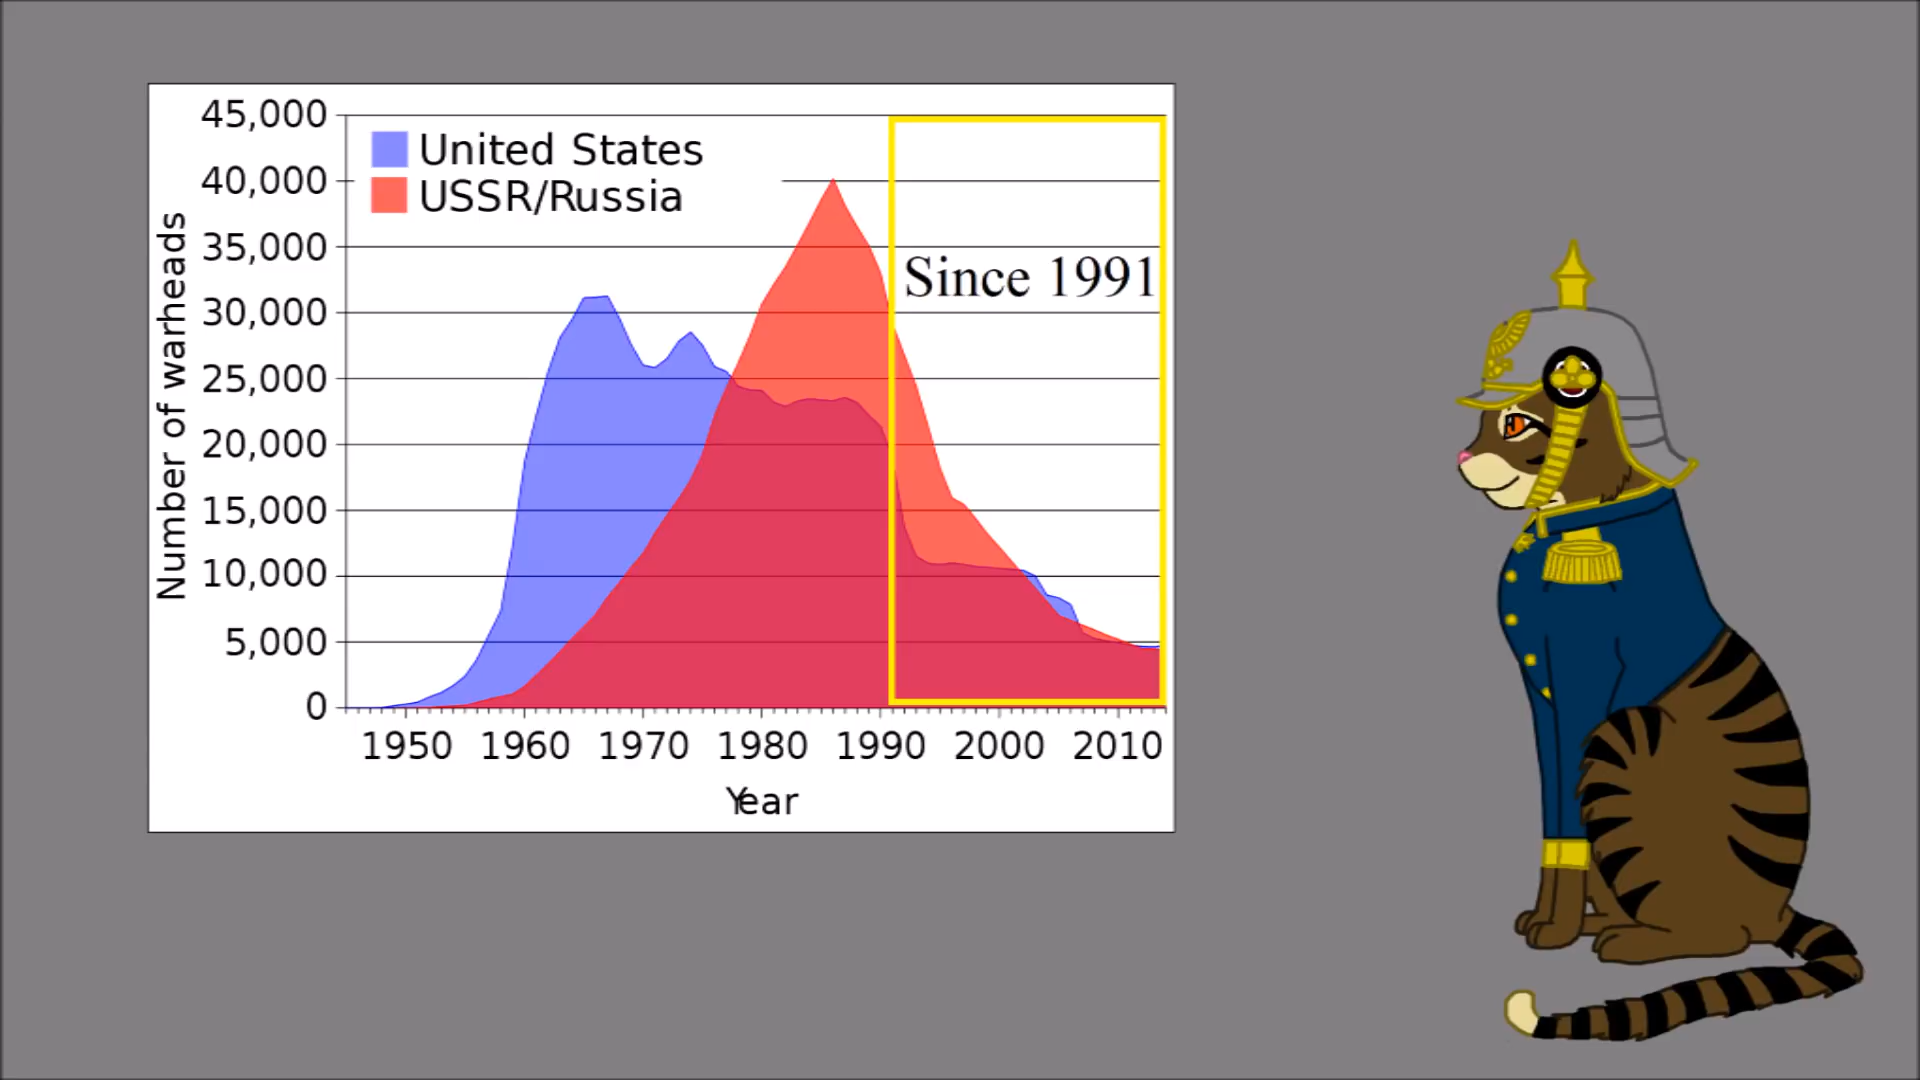 45,000
United States
40,000
USSR/Russia
35,000
Since 1991
30,000
25,000
20,000
15,000
10,000
5,000
0
Number of warheads
1950 1960 1970 1980 1990 2000 2010
Year